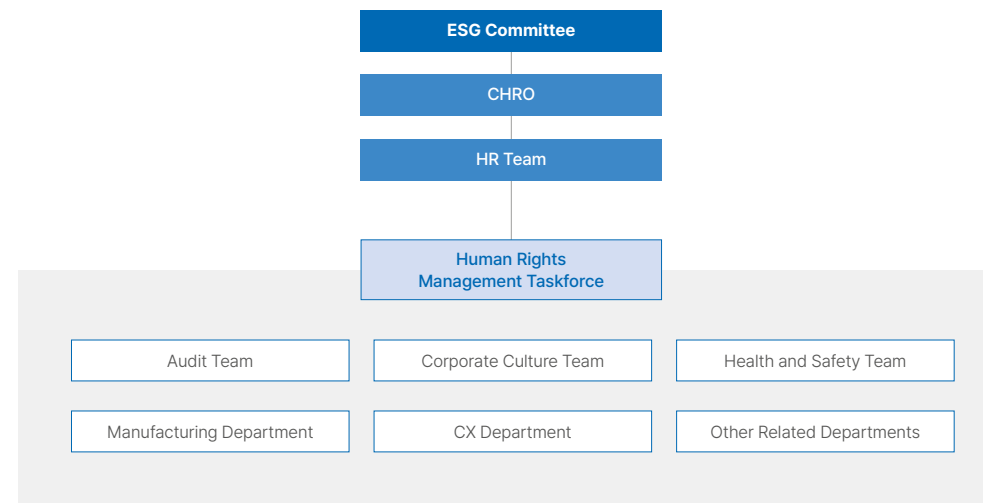 ESG Committee
CHRO
HR Team
Human Rights
Management Taskforce
Audit Team
Corporate Culture Team
Health and Safety Team
Manufacturing Department
CX Department
Other Related Departments